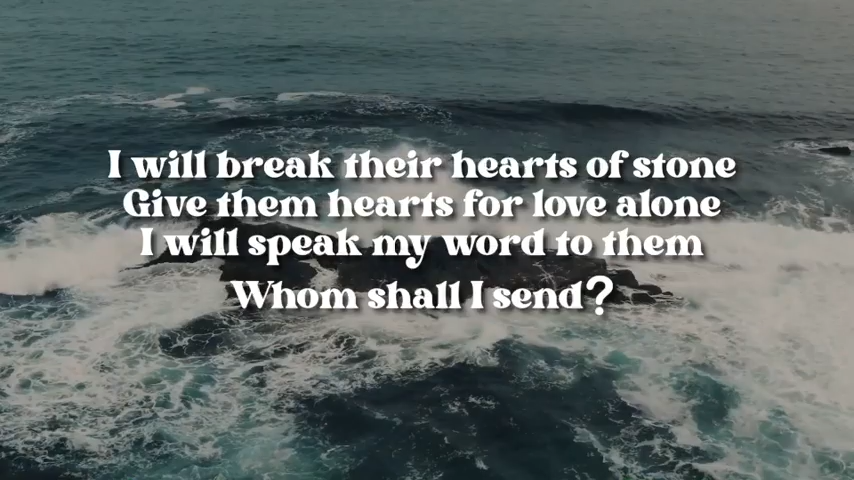 I will break their hearts of stone
Give them hearts for love alone
I will speak my word to them
Whom shall I send?